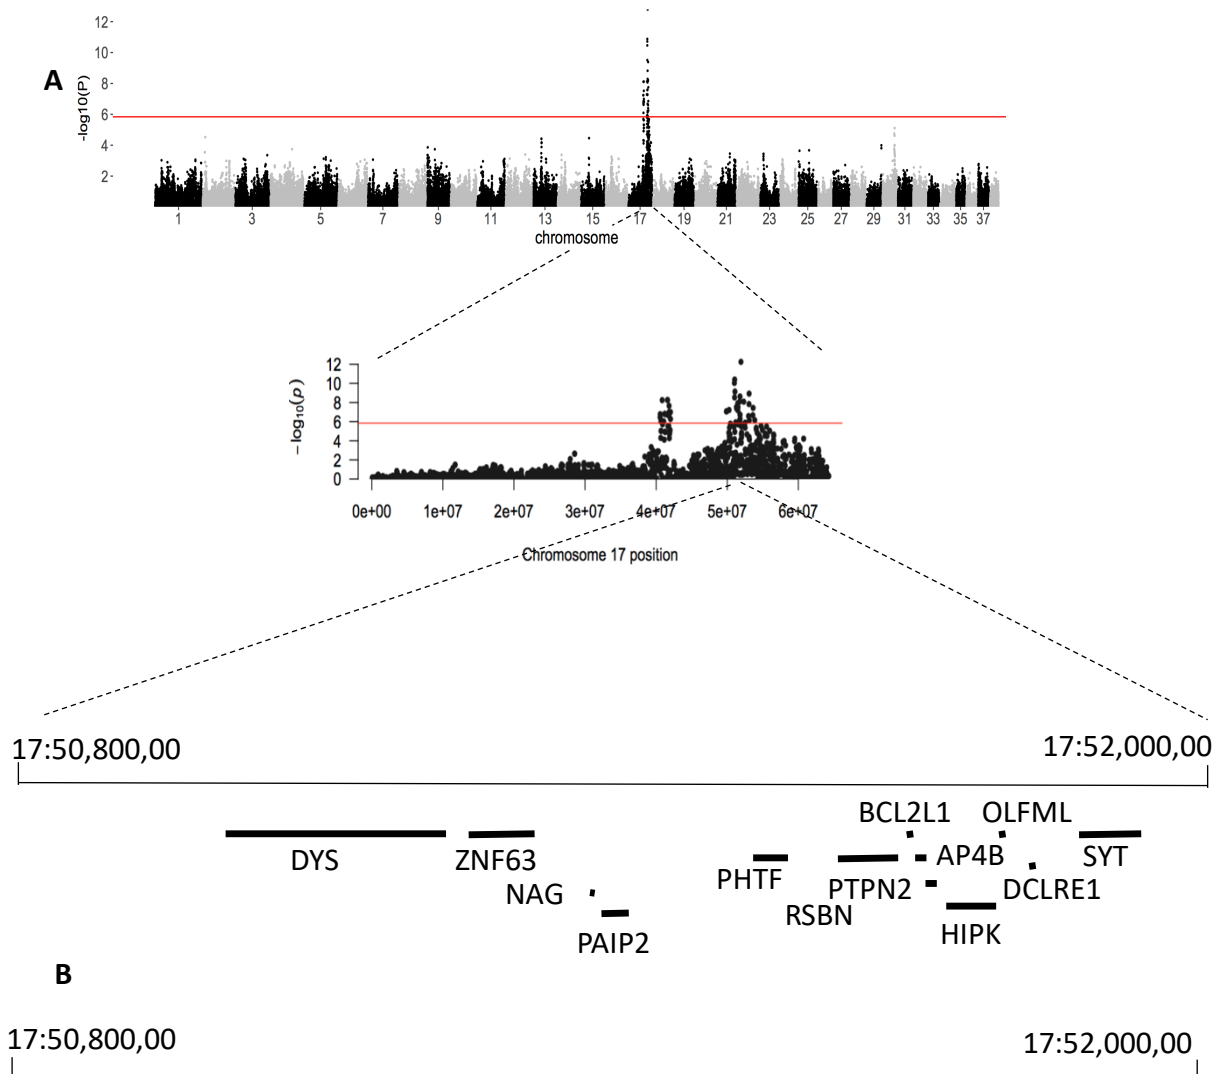 A
-log10(P)
12
10
8
6
4
2
1 3 5 7 9 11 13 15 17 19 21 23 25 27 29 31 33 35 37
chromosome
−log₁₀(p)
12
10
8
6
4
2
0
0e+00 1e+07 2e+07 3e+07 4e+07 5e+07 6e+07
Chromosome 17 position
17:50,800,00 17:52,000,00
BCL2L1 OLFML
DYS ZNF63 AP4B SYT
NAG PHTF PTPN2 DCLRE1
RSBN
PAIP2 HIPK
B
17:50,800,00 17:52,000,00